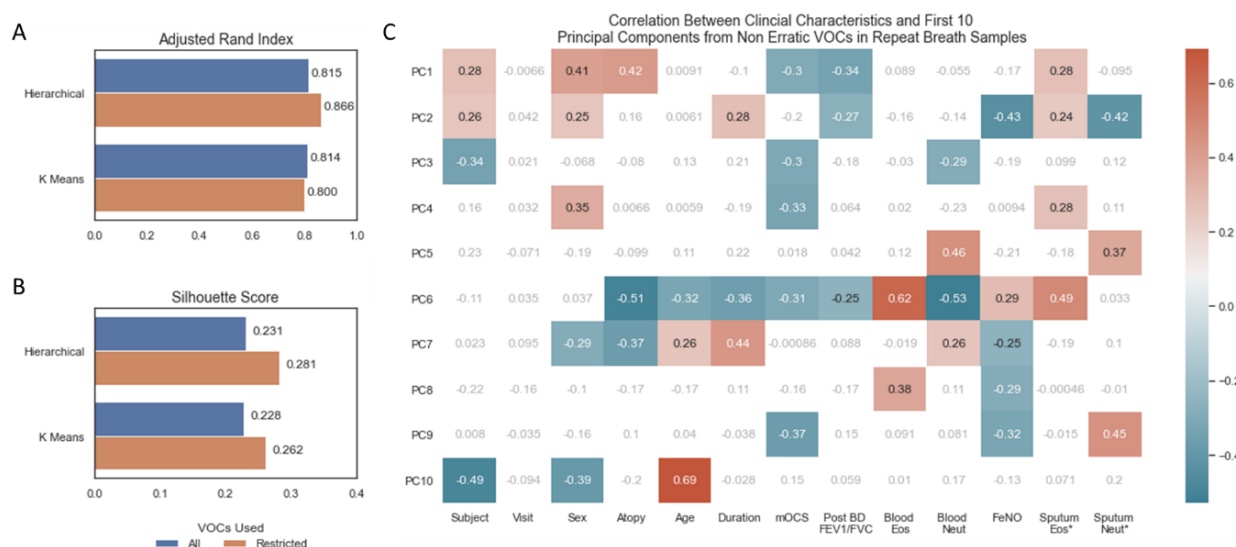 A
Adjusted Rand Index
Hierarchical
0.815
0.866
K Means
0.814
0.800
0.0 0.2 0.4 0.6 0.8 1.0
B
Silhouette Score
Hierarchical
0.231
0.281
K Means
0.228
0.262
0.0 0.1 0.2 0.3 0.4
VOCs Used
All Restricted
C
Correlation Between Clincial Characteristics and First 10
Principal Components from Non Erratic VOCs in Repeat Breath Samples
PC1 0.28 -0.0066 0.41 0.42 0.0091 -0.1 -0.3 -0.34 0.089 -0.055 -0.17 0.28 -0.095
PC2 0.26 0.042 0.25 0.16 0.0061 0.28 -0.2 -0.27 -0.16 -0.14 -0.43 0.24 -0.42
PC3 -0.34 0.021 -0.068 -0.08 0.13 0.21 -0.3 -0.18 -0.03 -0.29 -0.19 0.099 0.12
PC4 0.16 0.032 0.35 0.0066 0.0059 -0.19 -0.33 0.064 0.02 -0.23 0.0094 0.28 0.11
PC5 0.23 -0.071 -0.19 -0.099 0.11 0.22 0.018 0.042 0.12 0.46 -0.21 -0.18 0.37
PC6 -0.11 0.035 0.037 -0.51 -0.32 -0.36 -0.31 -0.25 0.62 -0.53 0.29 0.49 0.033
PC7 0.023 0.095 -0.29 -0.37 0.26 0.44 -0.00086 0.088 -0.019 0.26 -0.25 -0.19 0.1
PC8 -0.22 -0.16 -0.1 -0.17 -0.17 0.11 -0.16 -0.17 0.38 0.11 -0.29 -0.00046 -0.01
PC9 0.008 -0.035 -0.16 0.1 0.04 -0.038 -0.37 0.15 0.091 0.081 -0.32 -0.015 0.45
PC10 -0.49 -0.094 -0.39 -0.2 0.69 -0.028 0.15 0.059 0.01 0.17 -0.13 0.071 0.2
Subject Visit Sex Atopy Age Duration mOCS Post BD Blood Blood FeNO Sputum Sputum
FEV1/FVC Eos Neut Eos* Neut*
0.6
0.4
0.2
0.0
-0.2
-0.4